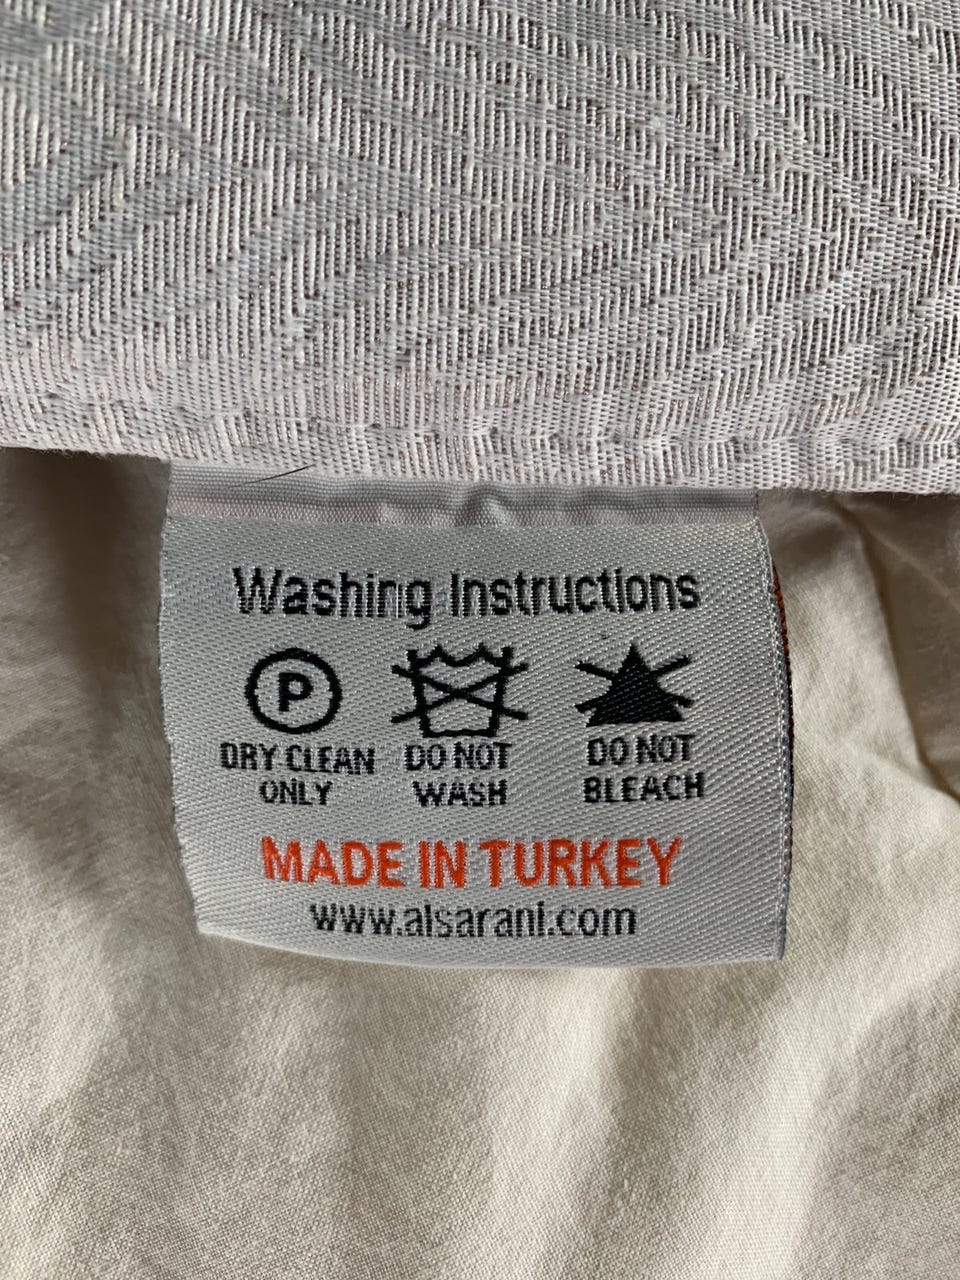 Washing Instructions
P
DRY CLEAN ONLY
DO NOT WASH
DO NOT BLEACH
MADE IN TURKEY
www.alsarani.com